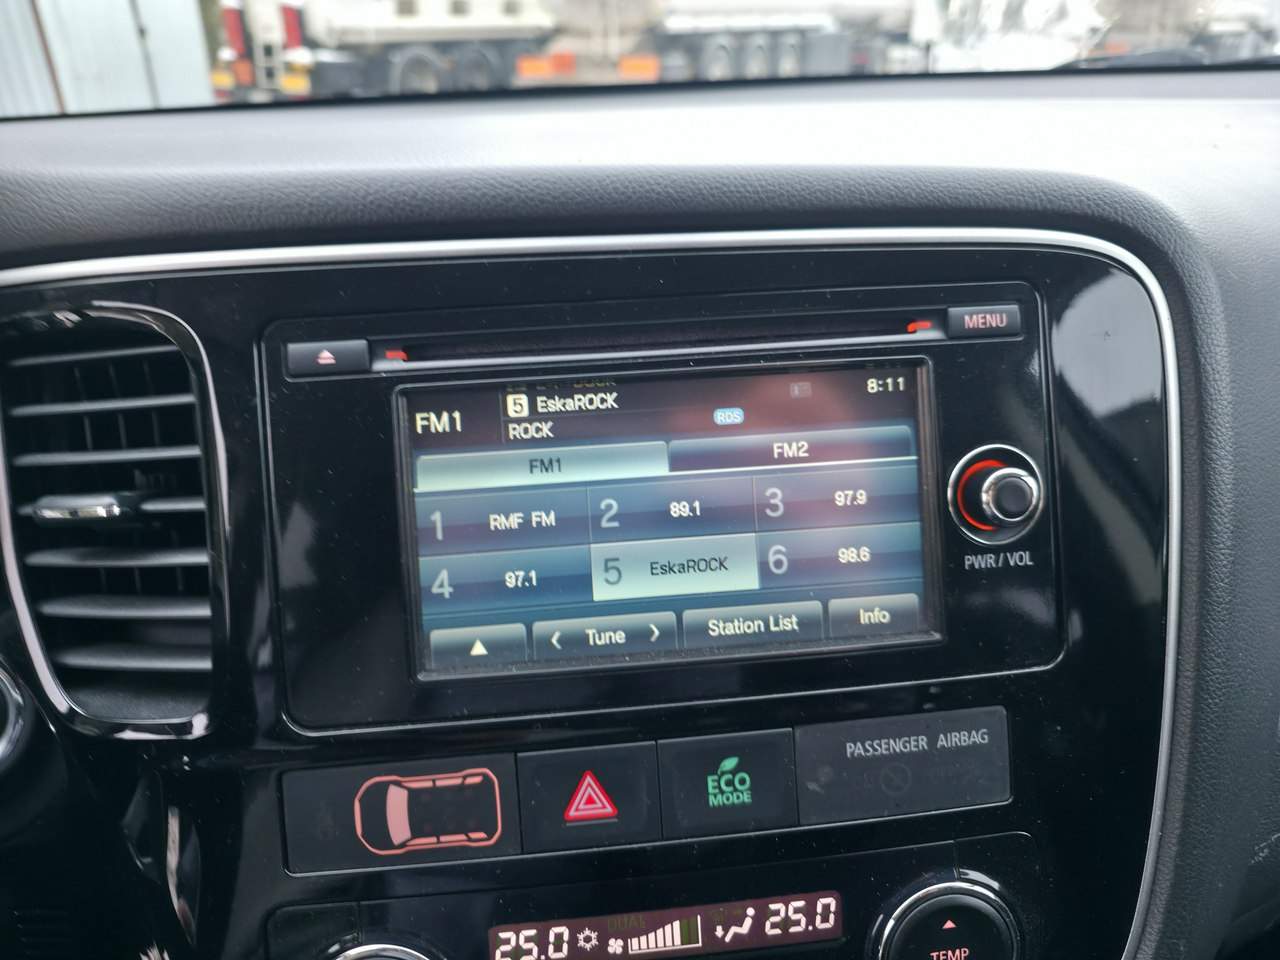 MENU
8:11
FM1
5 EskaROCK
RDS
ROCK
FM1
FM2
1 RMF FM
2 89.1
3 97.9
4 97.1
5 EskaROCK
6 98.6
Tune
Station List
Info
PWR / VOL
PASSENGER AIRBAG
ECO
MODE
DUAL
25.0
25.0
TEMP